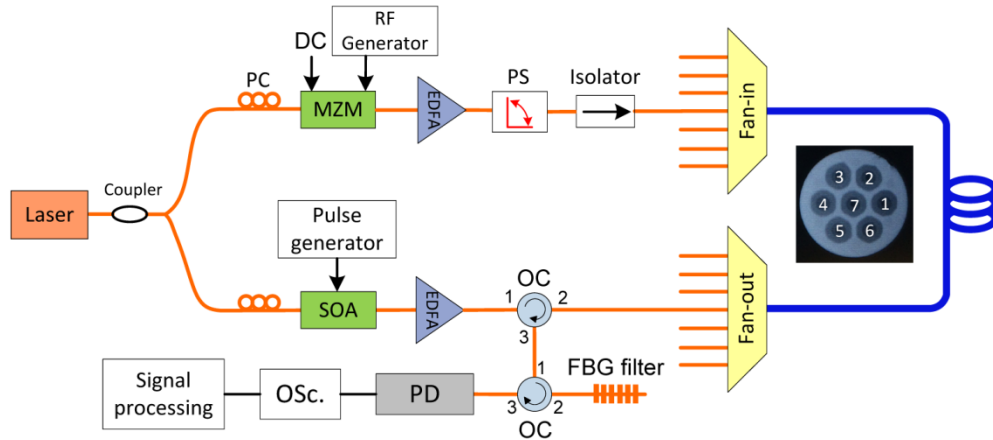 RF
Generator
DC
PC
MZM
EDFA
PS
Isolator
Fan-in
Coupler
Laser
3 2
4 7 1
5 6
Pulse
generator
SOA
EDFA
OC
1 2
3
Fan-out
1
FBG filter
3 2
OC
PD
OSc.
Signal
processing